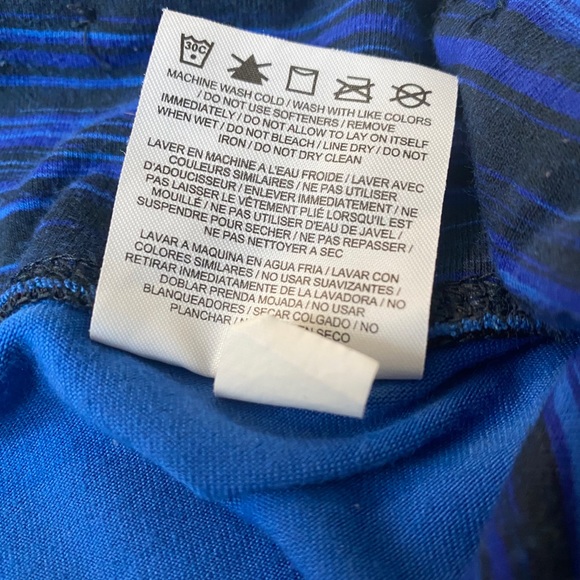 30C
MACHINE WASH COLD / WASH WITH LIKE COLORS
/ DO NOT USE SOFTENERS / REMOVE
IMMEDIATELY / DO NOT ALLOW TO LAY ON ITSELF
WHEN WET / DO NOT BLEACH / LINE DRY / DO NOT
IRON / DO NOT DRY CLEAN
LAVER EN MACHINE A L'EAU FROIDE / LAVER AVEC
COULEURS SIMILAIRES / NE PAS UTILISER
D'ADOUCISSEUR / ENLEVER IMMEDIATEMENT / NE
PAS LAISSER LE VÊTEMENT PLIÉ LORSQU'IL EST
MOUILLÉ / NE PAS UTILISER D'EAU DE JAVEL /
SUSPENDRE POUR SECHER / NE PAS REPASSER /
NE PAS NETTOYER A SEC
LAVAR A MAQUINA EN AGUA FRIA / LAVAR CON
COLORES SIMILARES / NO USAR SUAVIZANTES /
RETIRAR INMEDIATAMENTE DE LA LAVADORA / NO
DOBLAR PRENDA MOJADA / NO USAR
BLANQUEADORES / SECAR COLGADO / NO
PLANCHAR / EN SECO